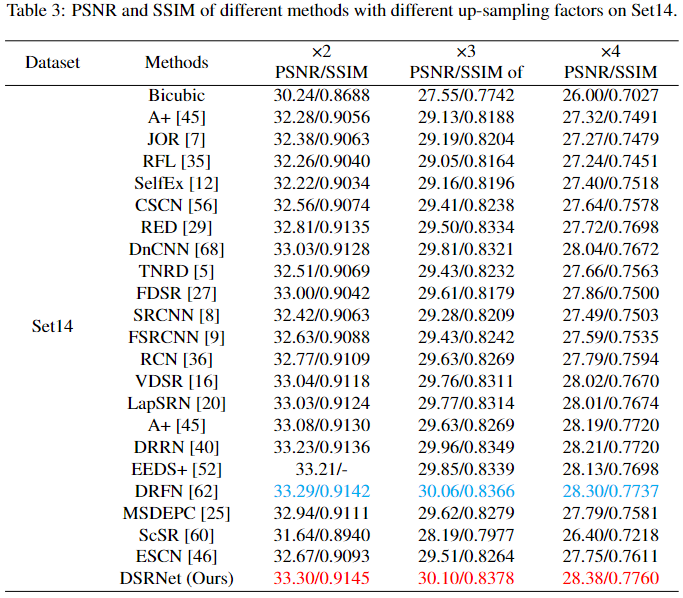 Table 3: PSNR and SSIM of different methods with different up-sampling factors on Set14.
Dataset Methods ×2 PSNR/SSIM ×3 PSNR/SSIM of ×4 PSNR/SSIM
Set14
Bicubic 30.24/0.8688 27.55/0.7742 26.00/0.7027
A+ [45] 32.28/0.9056 29.13/0.8188 27.32/0.7491
JOR [7] 32.38/0.9063 29.19/0.8204 27.27/0.7479
RFL [35] 32.26/0.9040 29.05/0.8164 27.24/0.7451
SelfEx [12] 32.22/0.9034 29.16/0.8196 27.40/0.7518
CSCN [56] 32.56/0.9074 29.41/0.8238 27.64/0.7578
RED [29] 32.81/0.9135 29.50/0.8334 27.72/0.7698
DnCNN [68] 33.03/0.9128 29.81/0.8321 28.04/0.7672
TNRD [5] 32.51/0.9069 29.43/0.8232 27.66/0.7563
FDSR [27] 33.00/0.9042 29.61/0.8179 27.86/0.7500
SRCNN [8] 32.42/0.9063 29.28/0.8209 27.49/0.7503
FSRCNN [9] 32.63/0.9088 29.43/0.8242 27.59/0.7535
RCN [36] 32.77/0.9109 29.63/0.8269 27.79/0.7594
VDSR [16] 33.04/0.9118 29.76/0.8311 28.02/0.7670
LapSRN [20] 33.03/0.9124 29.77/0.8314 28.01/0.7674
A+ [45] 33.08/0.9130 29.63/0.8269 28.19/0.7720
DRRN [40] 33.23/0.9136 29.96/0.8349 28.21/0.7720
EEDS+ [52] 33.21/- 29.85/0.8339 28.13/0.7698
DRFN [62] 33.29/0.9142 30.06/0.8366 28.30/0.7737
MSDEPC [25] 32.94/0.9111 29.62/0.8279 27.79/0.7581
ScSR [60] 31.64/0.8940 28.19/0.7977 26.40/0.7218
ESCN [46] 32.67/0.9093 29.51/0.8264 27.75/0.7611
DSRNet (Ours) 33.30/0.9145 30.10/0.8378 28.38/0.7760